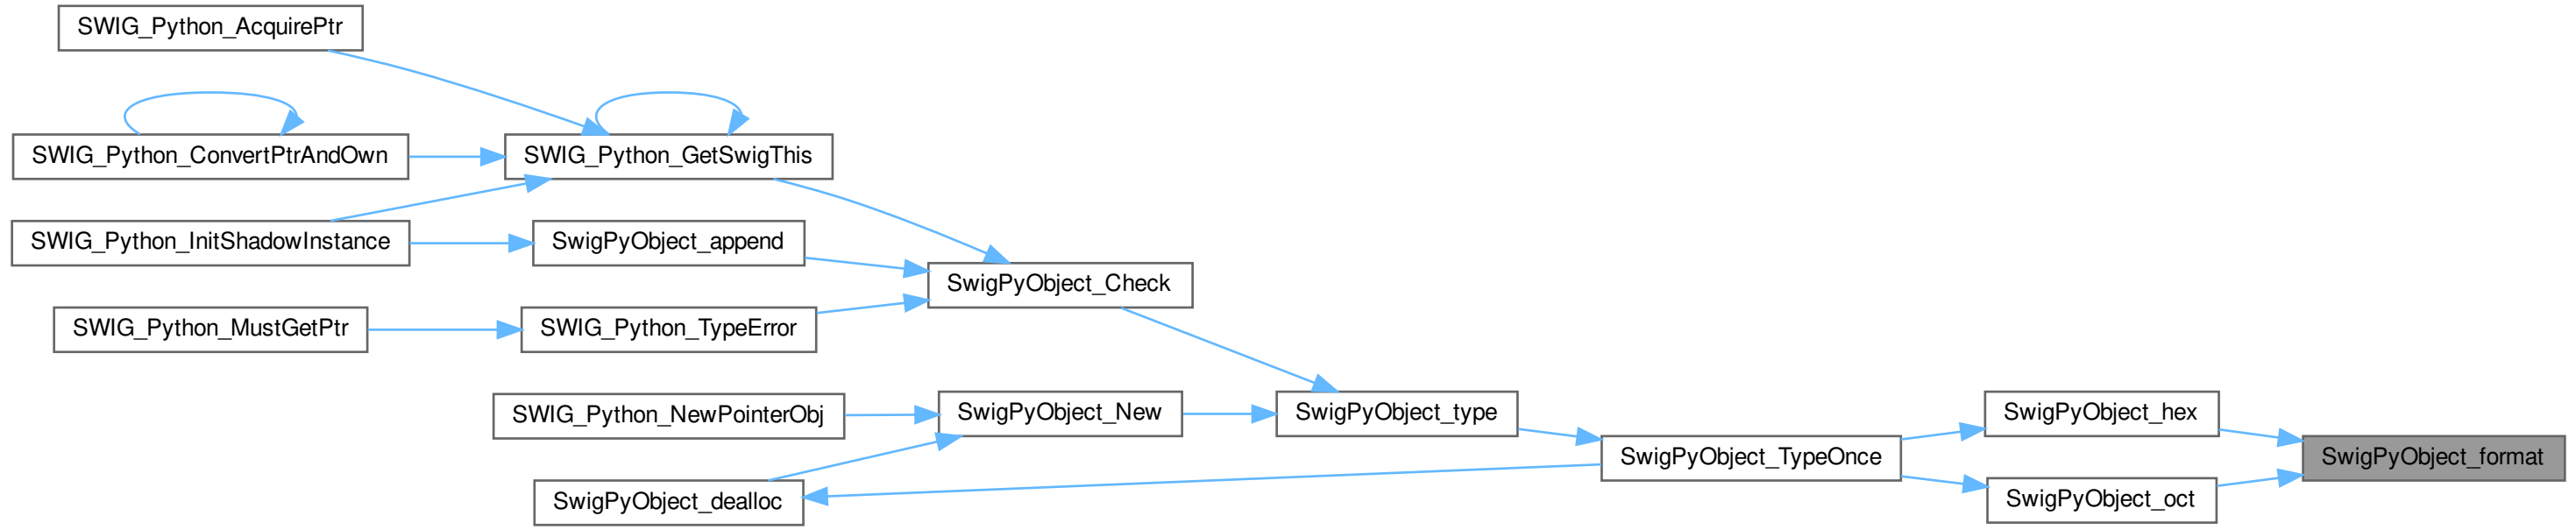 SWIG_Python_AcquirePtr
SWIG_Python_ConvertPtrAndOwn
SWIG_Python_GetSwigThis
SWIG_Python_InitShadowInstance
SwigPyObject_append
SwigPyObject_Check
SWIG_Python_MustGetPtr
SWIG_Python_TypeError
SWIG_Python_NewPointerObj
SwigPyObject_New
SwigPyObject_type
SwigPyObject_hex
SwigPyObject_TypeOnce
SwigPyObject_format
SwigPyObject_dealloc
SwigPyObject_oct